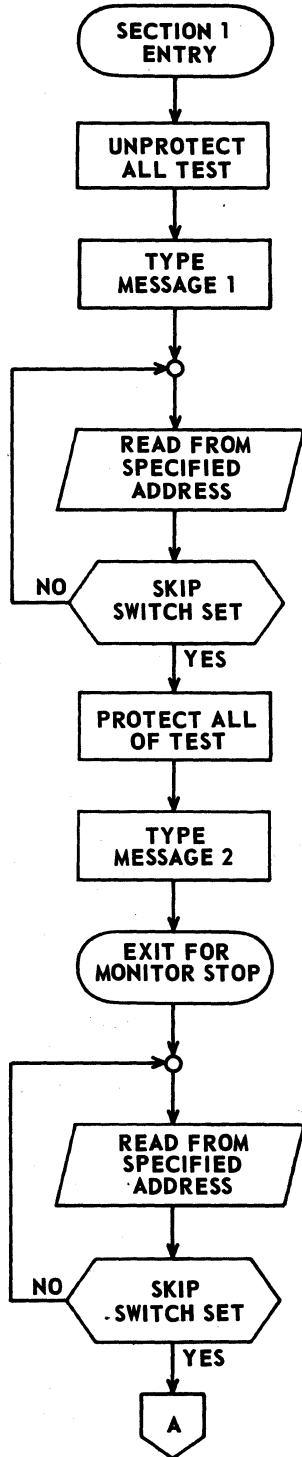 SECTION 1
ENTRY
UNPROTECT
ALL TEST
TYPE
MESSAGE 1
READ FROM
SPECIFIED
ADDRESS
NO
SKIP
SWITCH SET
YES
PROTECT ALL
OF TEST
TYPE
MESSAGE 2
EXIT FOR
MONITOR STOP
READ FROM
SPECIFIED
ADDRESS
NO
SKIP
SWITCH SET
YES
A